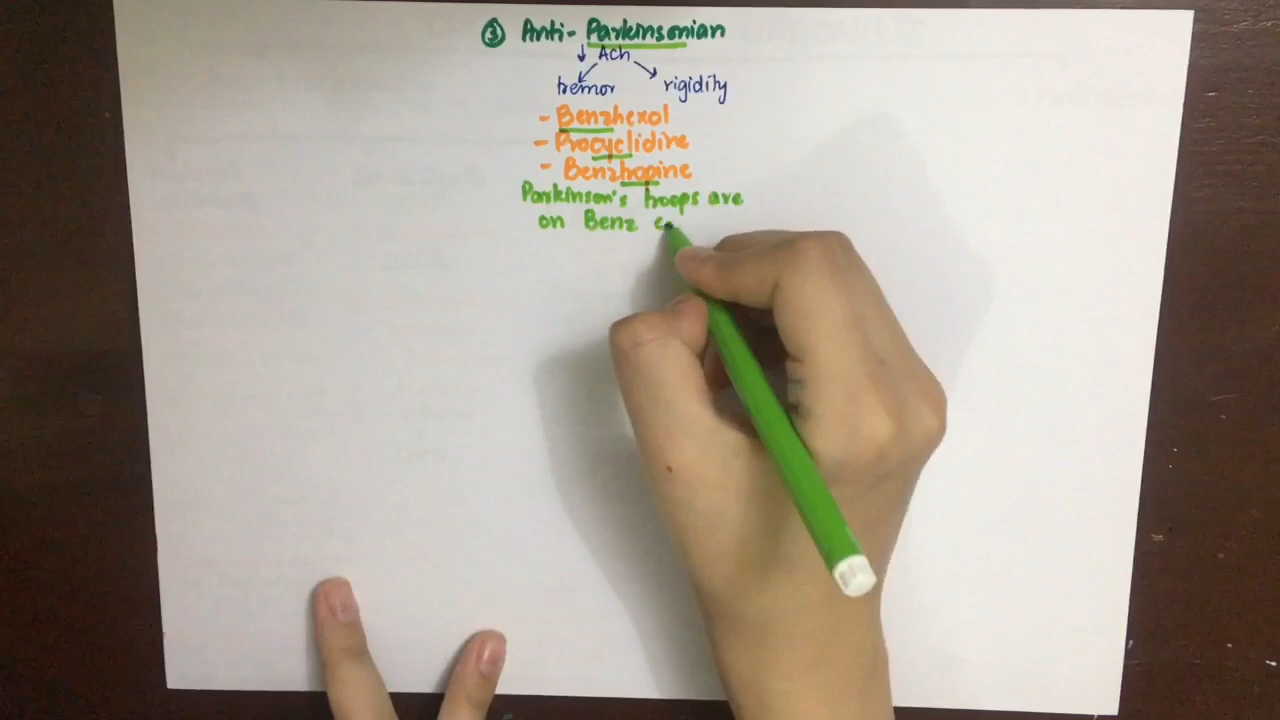 ③ Anti-Parkinsonian
↓ Ach
tremor rigidity
- Benzhexol
- Procyclidine
- Benztropine
Parkinson's troops are
on Benz c